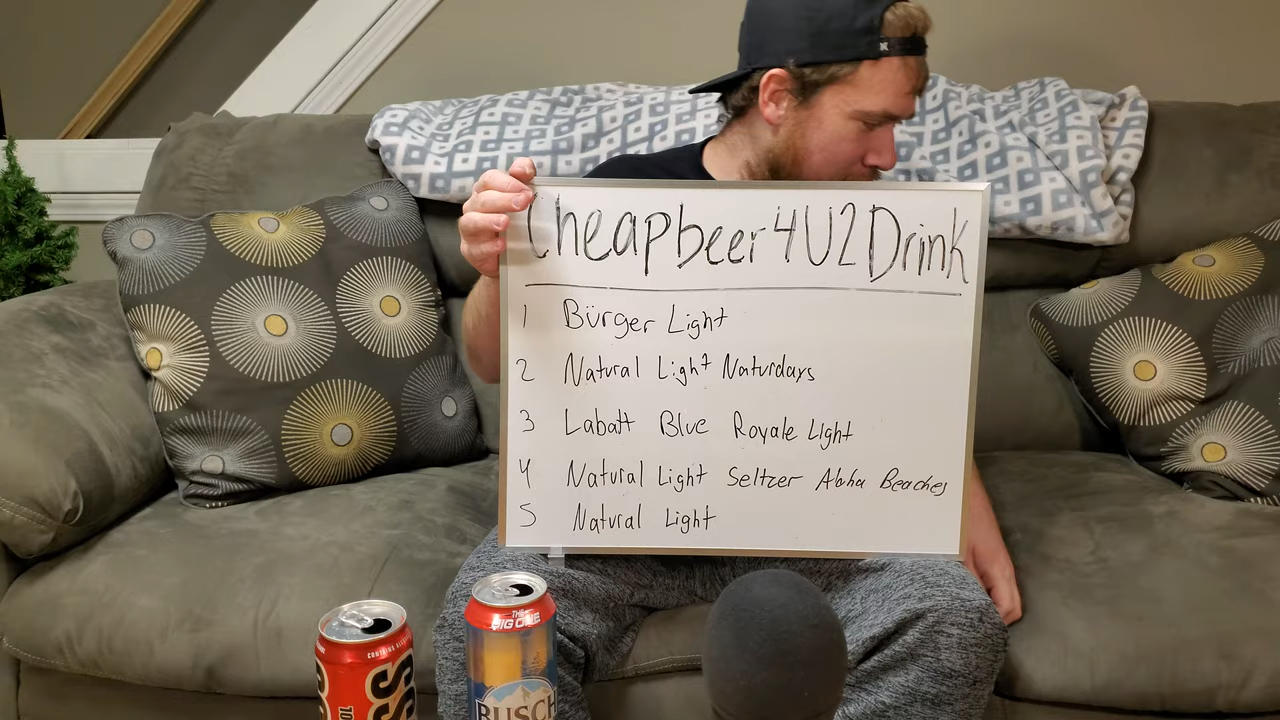 Cheapbeer4U2Drink
1 Bürger Light
2 Natural Light Naturdays
3 Labatt Blue Royale Light
4 Natural Light Seltzer Aloha Beaches
5 Natural Light
THE
BIG ONE
BUSCH